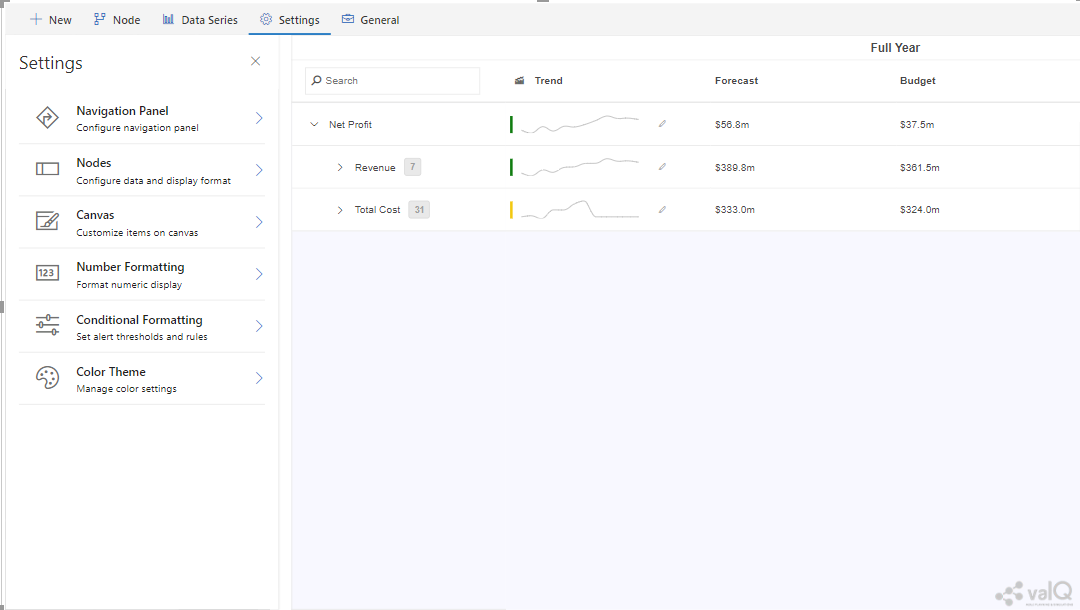 New
Node
Data Series
Settings
General
Settings
Navigation Panel
Configure navigation panel
Nodes
Configure data and display format
Canvas
Customize items on canvas
123
Number Formatting
Format numeric display
Conditional Formatting
Set alert thresholds and rules
Color Theme
Manage color settings
Full Year
Search
Trend
Forecast
Budget
Net Profit
$56.8m
$37.5m
Revenue
7
$389.8m
$361.5m
Total Cost
31
$333.0m
$324.0m
valQ